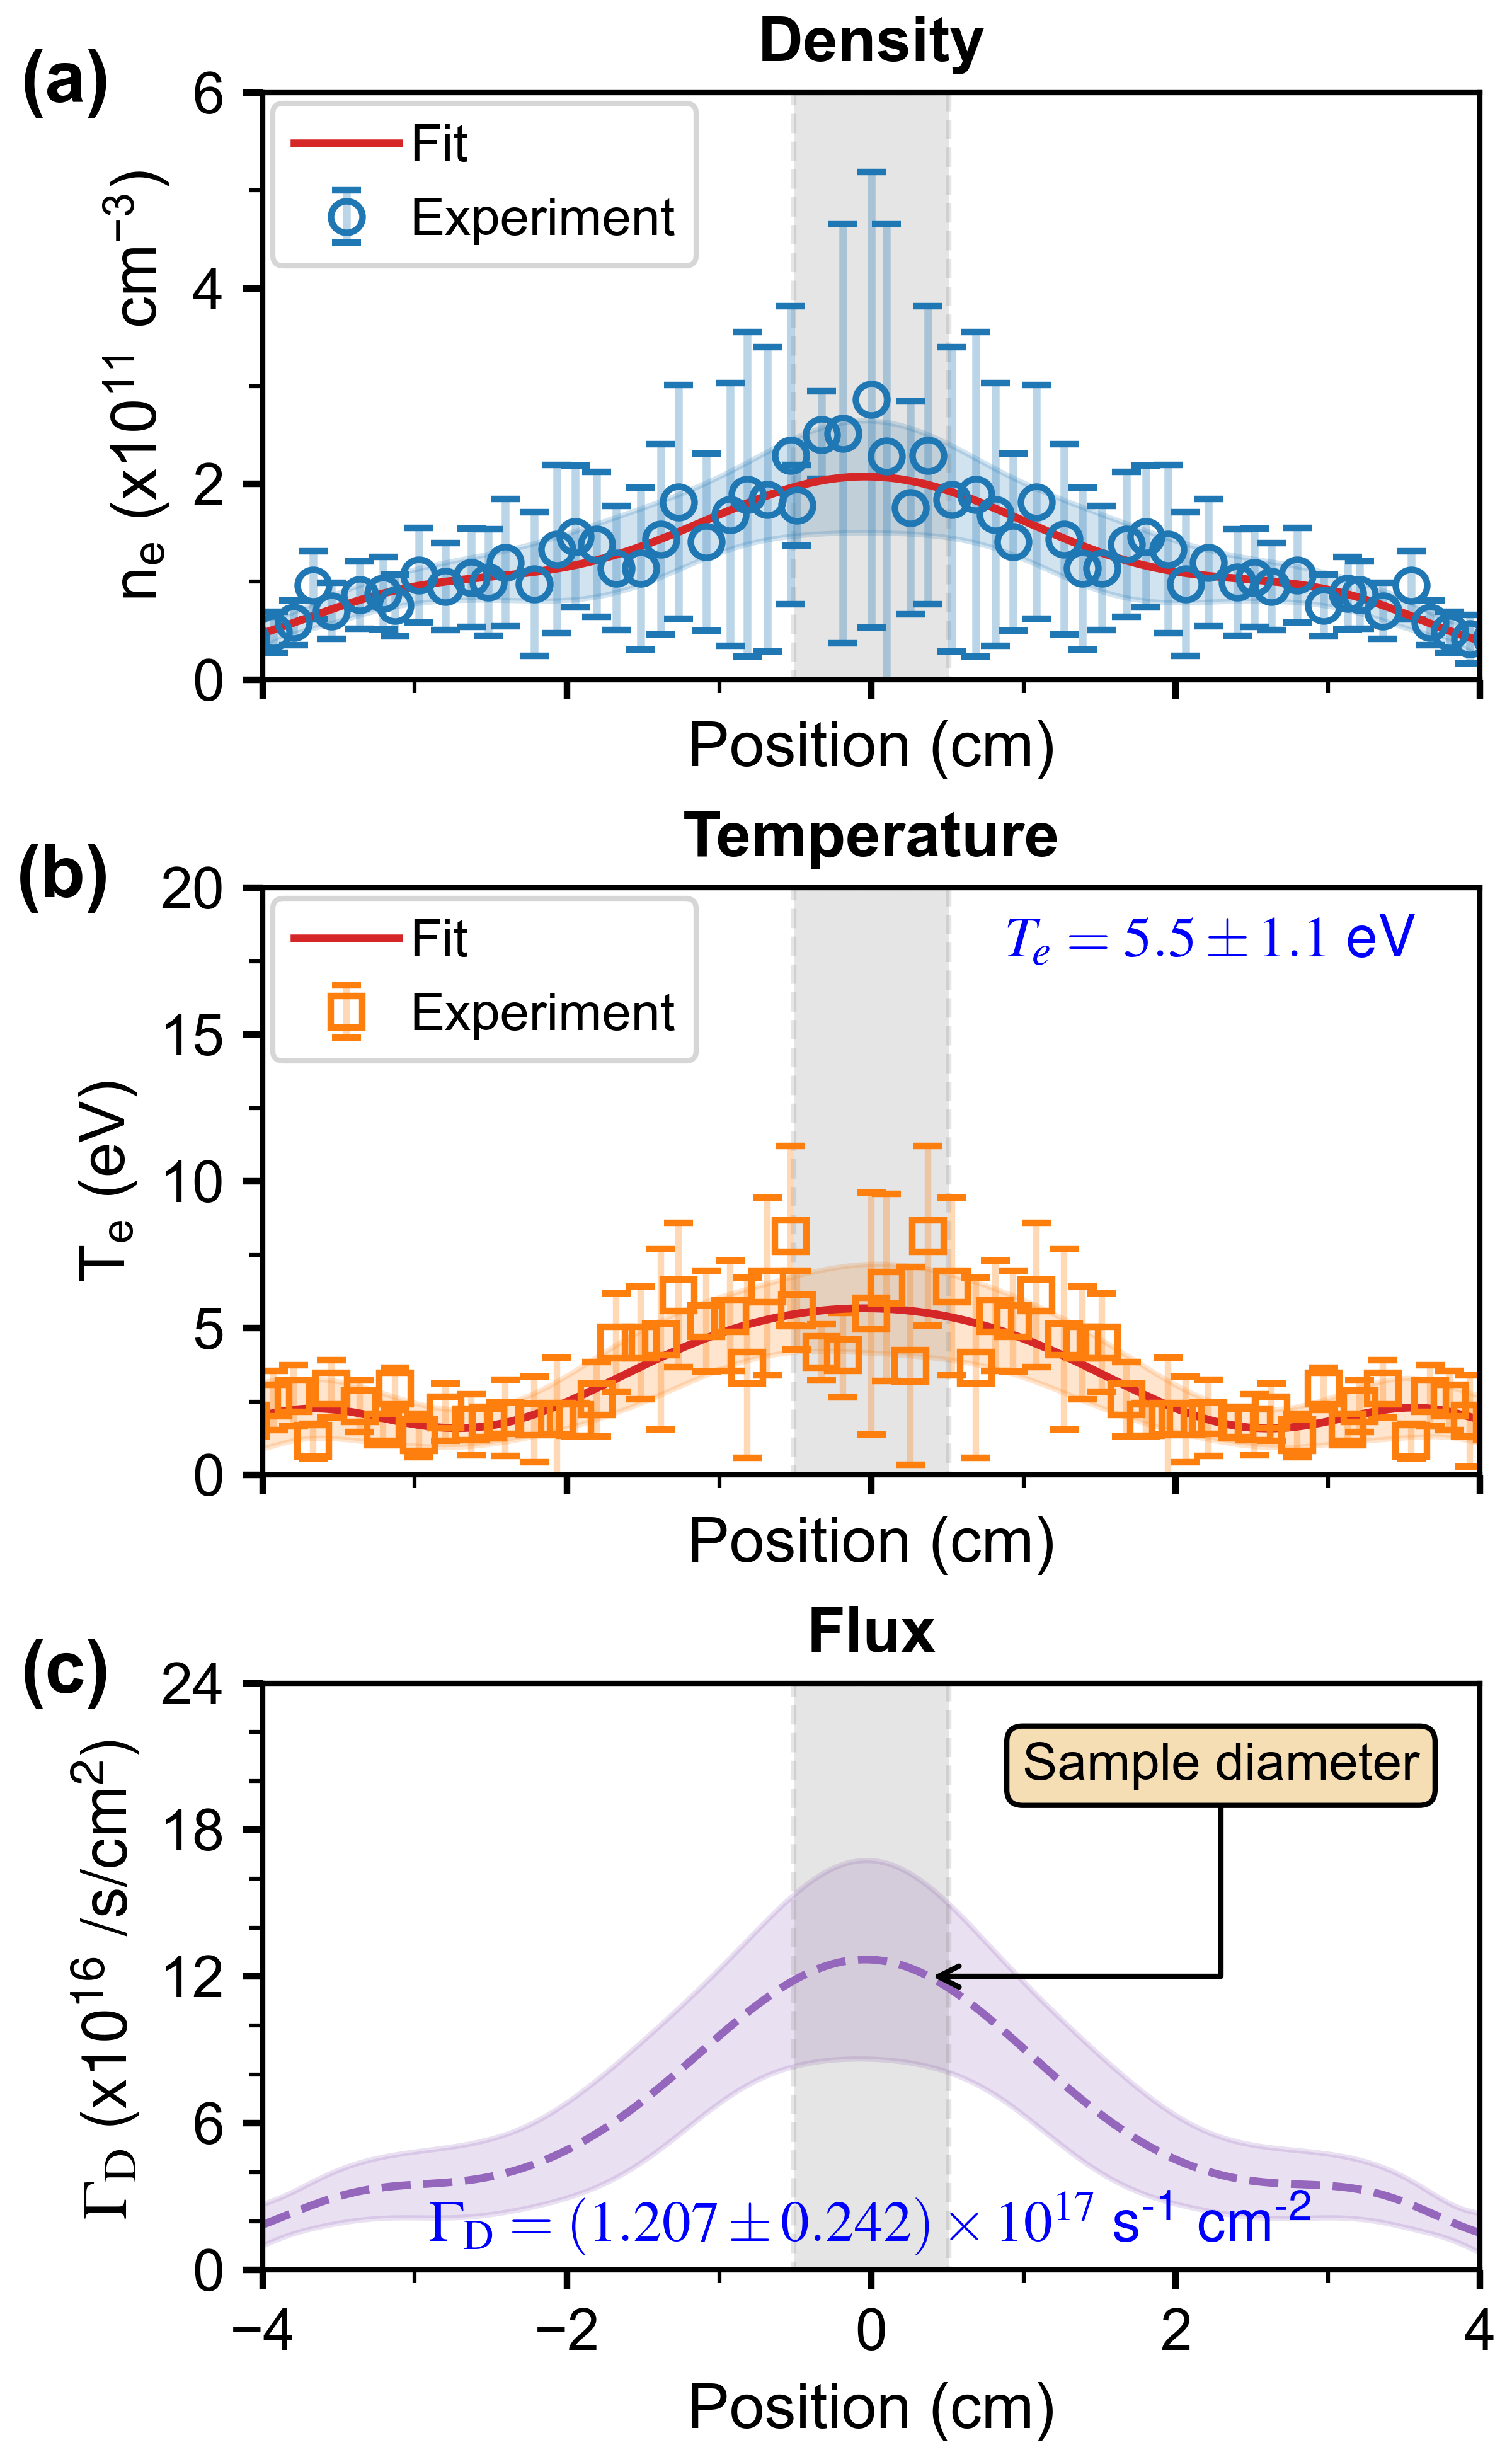 (a)
Density
6
4
2
0
nₑ (x10¹¹ cm⁻³)
Fit
Experiment
Position (cm)
(b)
Temperature
20
15
10
5
0
Tₑ (eV)
Fit
Experiment
Tₑ = 5.5 ± 1.1 eV
Position (cm)
(c)
Flux
24
18
12
6
0
Γ_D (x10¹⁶ /s/cm²)
Sample diameter
Γ_D = (1.207 ± 0.242) × 10¹⁷ s⁻¹ cm⁻²
−4 −2 0 2 4
Position (cm)